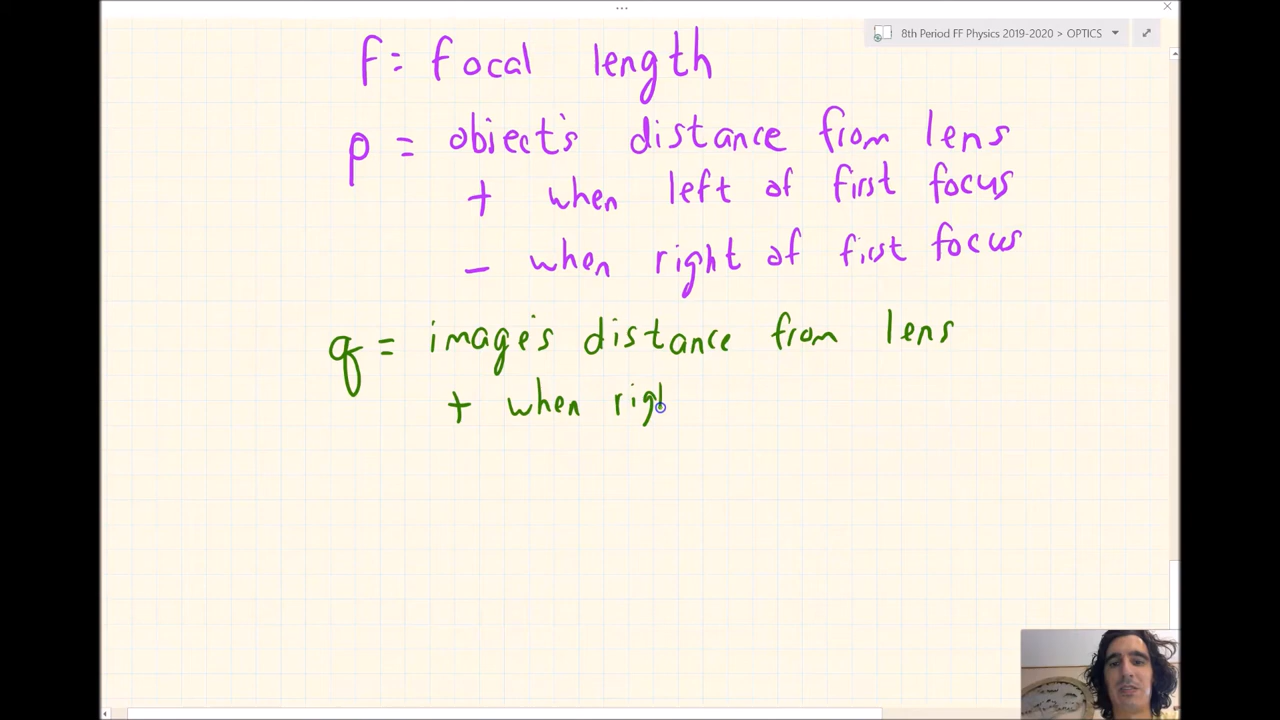 8th Period FF Physics 2019-2020 > OPTICS
f = focal length
p = object's distance from lens
+ when left of first focus
- when right of first focus
q = image's distance from lens
+ when righ